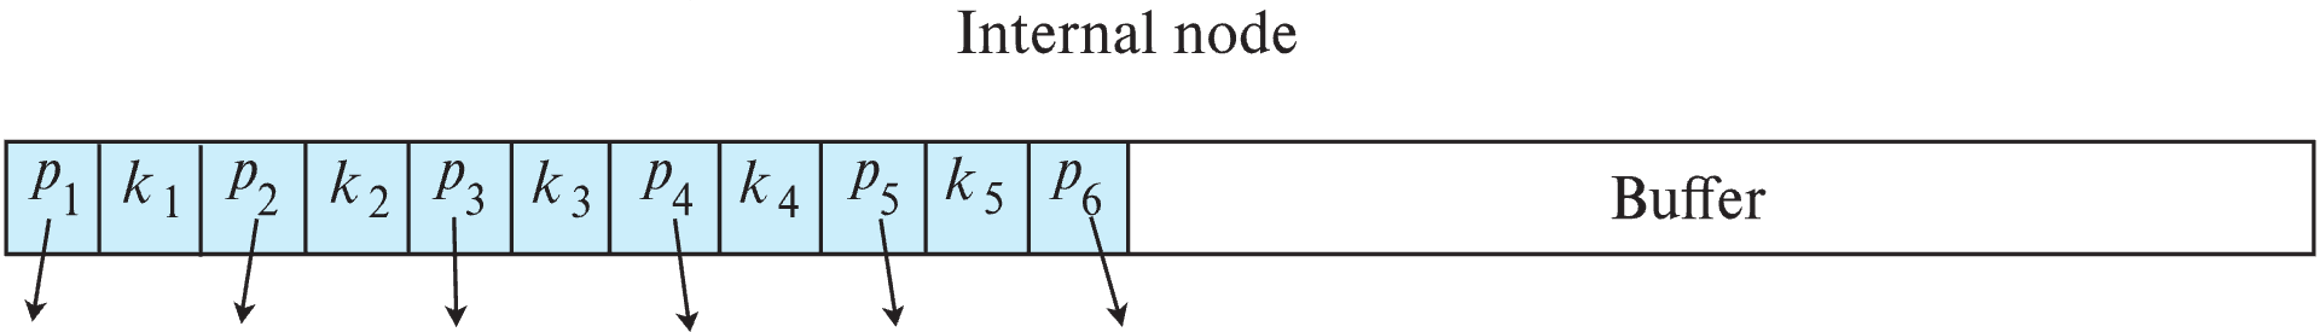 Internal node
p1 k1 p2 k2 p3 k3 p4 k4 p5 k5 p6 Buffer